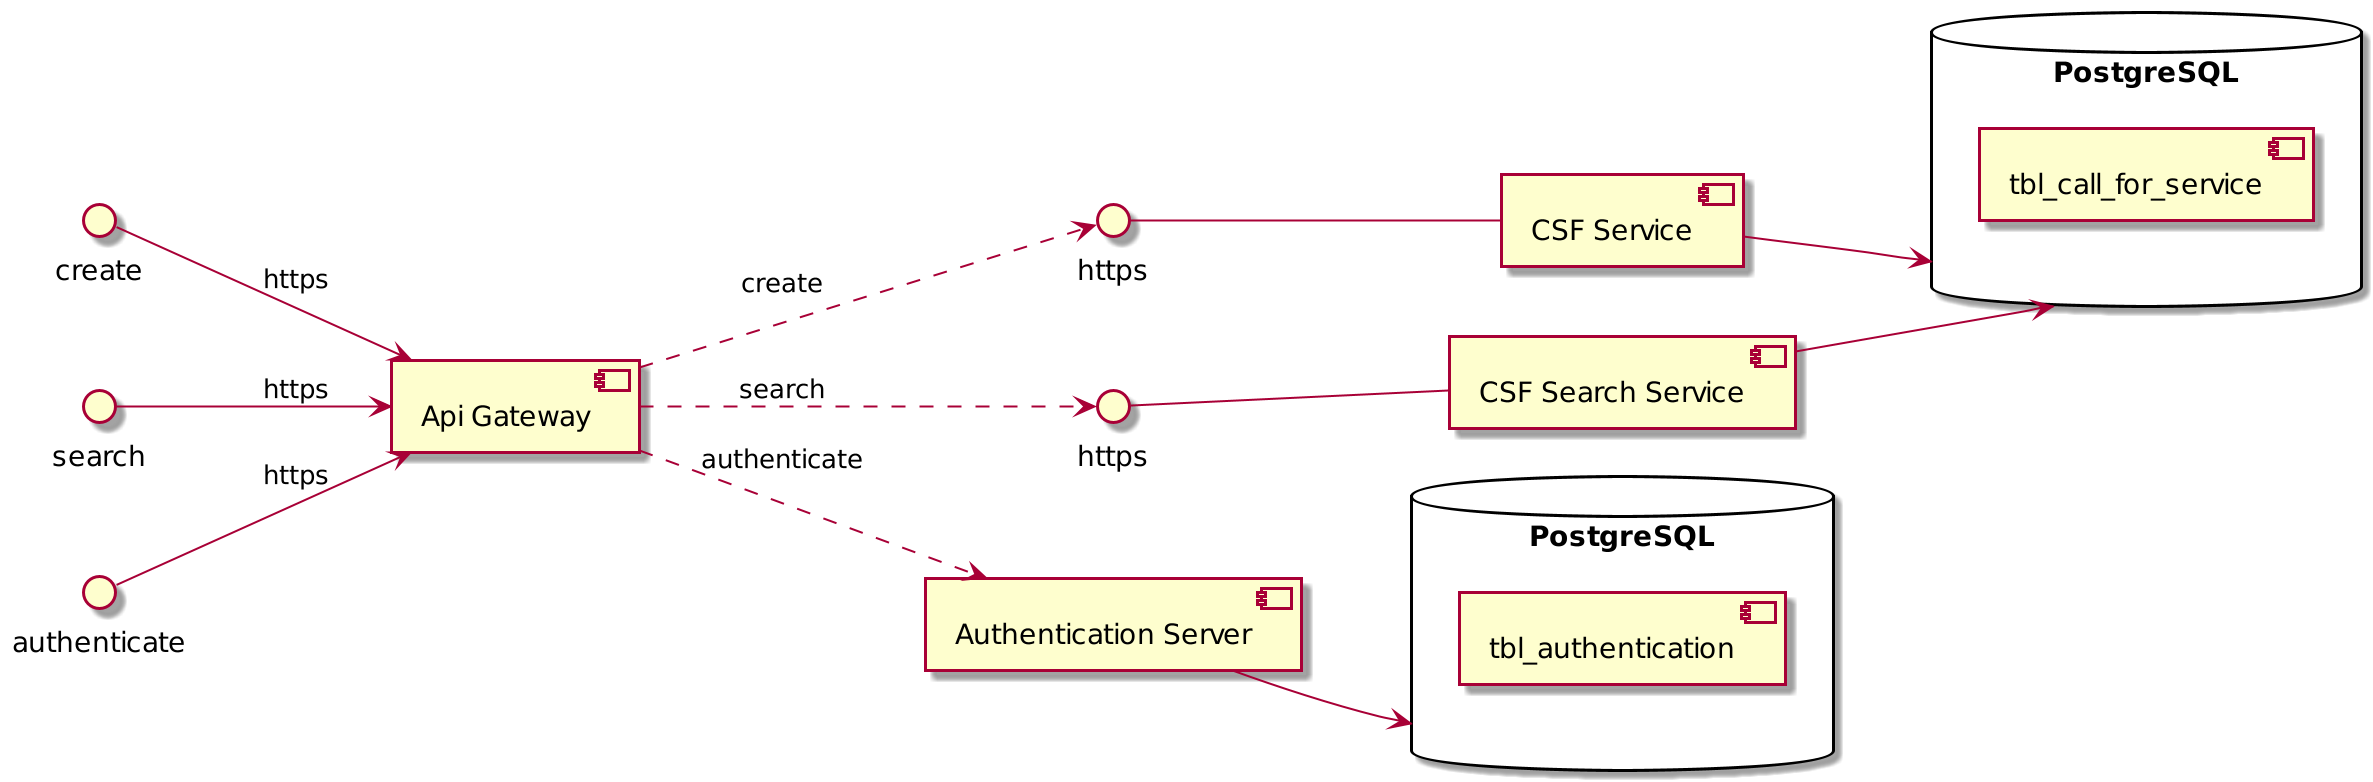 create
search
authenticate
https
https
https
Api Gateway
create
search
authenticate
https
https
Authentication Server
CSF Service
CSF Search Service
PostgreSQL
tbl_authentication
PostgreSQL
tbl_call_for_service